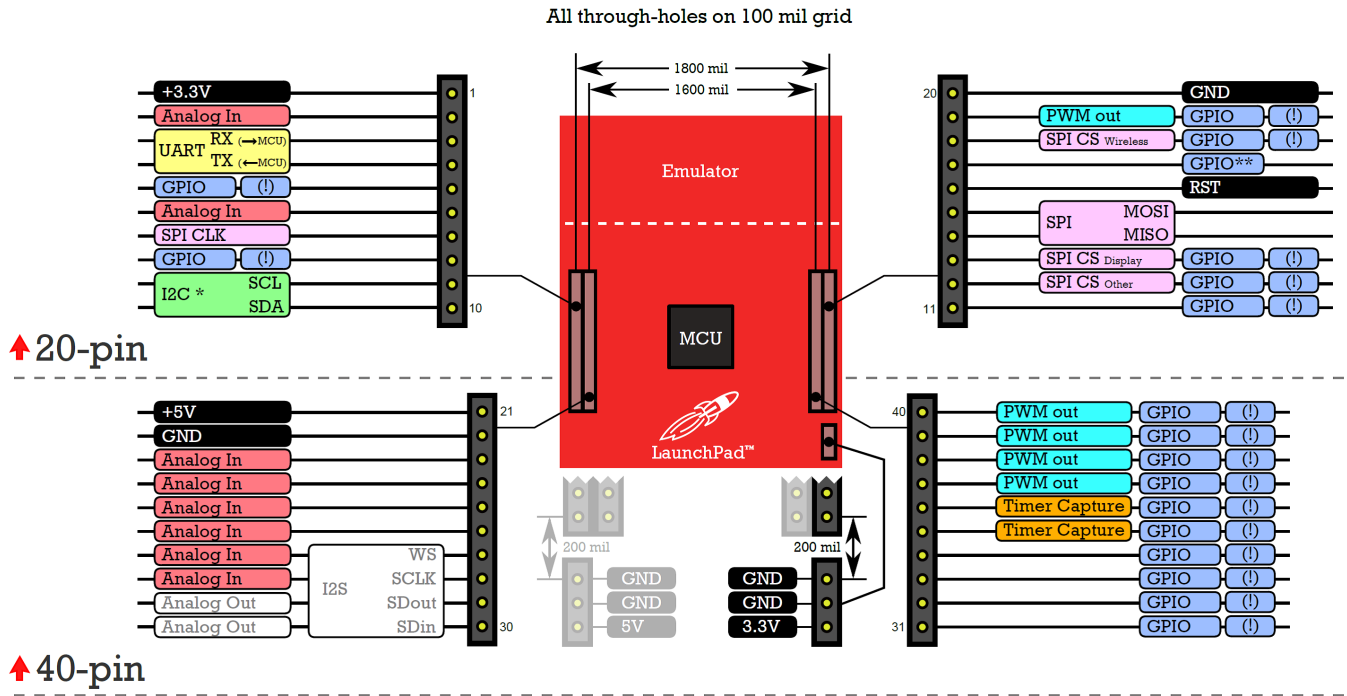 All through-holes on 100 mil grid
1800 mil
1600 mil
+3.3V 1
Analog In
UART RX (→MCU)
TX (←MCU)
GPIO (!)
Analog In
SPI CLK
GPIO (!)
I2C * SCL
SDA 10
20 GND
PWM out GPIO (!)
SPI CS Wireless GPIO (!)
GPIO**
RST
SPI MOSI
MISO
SPI CS Display GPIO (!)
SPI CS Other GPIO (!)
11 GPIO (!)
Emulator
MCU
LaunchPad™
20-pin
+5V 21
GND
Analog In
Analog In
Analog In
Analog In
Analog In WS
Analog In I2S SCLK
Analog Out SDout
Analog Out SDin 30
200 mil
GND
GND
5V
200 mil
GND
GND
3.3V
40 PWM out GPIO (!)
PWM out GPIO (!)
PWM out GPIO (!)
PWM out GPIO (!)
Timer Capture GPIO (!)
Timer Capture GPIO (!)
GPIO (!)
GPIO (!)
GPIO (!)
31 GPIO (!)
40-pin